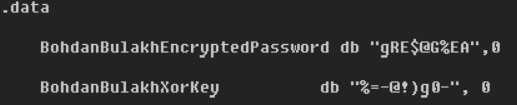 .data
BohdanBulakhEncryptedPassword db "gRE$@G%EA",0
BohdanBulakhXorKey db "%=-@!)g0-", 0